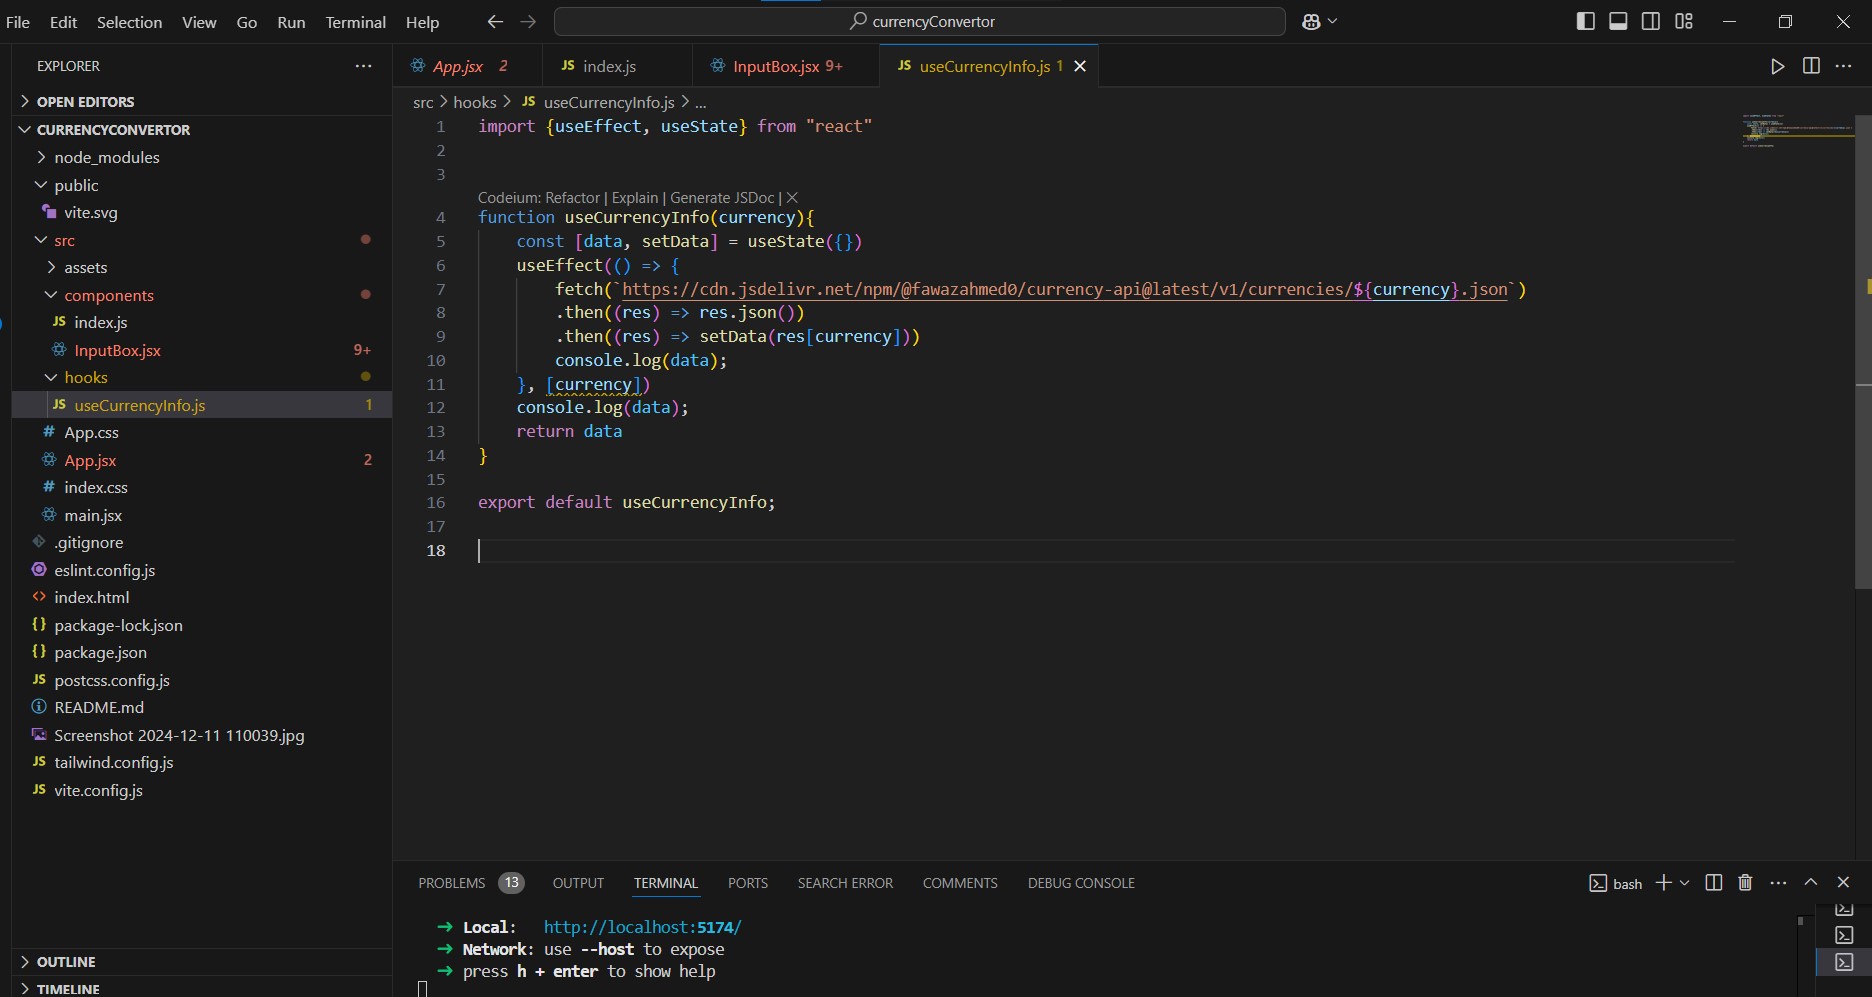 File Edit Selection View Go Run Terminal Help
currencyConvertor
EXPLORER
OPEN EDITORS
CURRENCYCONVERTOR
node_modules
public
vite.svg
src
assets
components
JS index.js
InputBox.jsx 9+
hooks
JS useCurrencyInfo.js 1
# App.css
App.jsx 2
# index.css
main.jsx
.gitignore
eslint.config.js
<> index.html
{} package-lock.json
{} package.json
JS postcss.config.js
README.md
Screenshot 2024-12-11 110039.jpg
JS tailwind.config.js
JS vite.config.js
OUTLINE
TIMELINE
App.jsx 2 JS index.js InputBox.jsx 9+ JS useCurrencyInfo.js 1
src > hooks > JS useCurrencyInfo.js > ...
1 import {useEffect, useState} from "react"
2
3
Codeium: Refactor | Explain | Generate JSDoc | ×
4 function useCurrencyInfo(currency){
5 const [data, setData] = useState({})
6 useEffect(() => {
7 fetch(`https://cdn.jsdelivr.net/npm/@fawazahmed0/currency-api@latest/v1/currencies/${currency}.json`)
8 .then((res) => res.json())
9 .then((res) => setData(res[currency]))
10 console.log(data);
11 }, [currency])
12 console.log(data);
13 return data
14 }
15
16 export default useCurrencyInfo;
17
18
PROBLEMS 13 OUTPUT TERMINAL PORTS SEARCH ERROR COMMENTS DEBUG CONSOLE
bash
➜ Local: http://localhost:5174/
➜ Network: use --host to expose
➜ press h + enter to show help